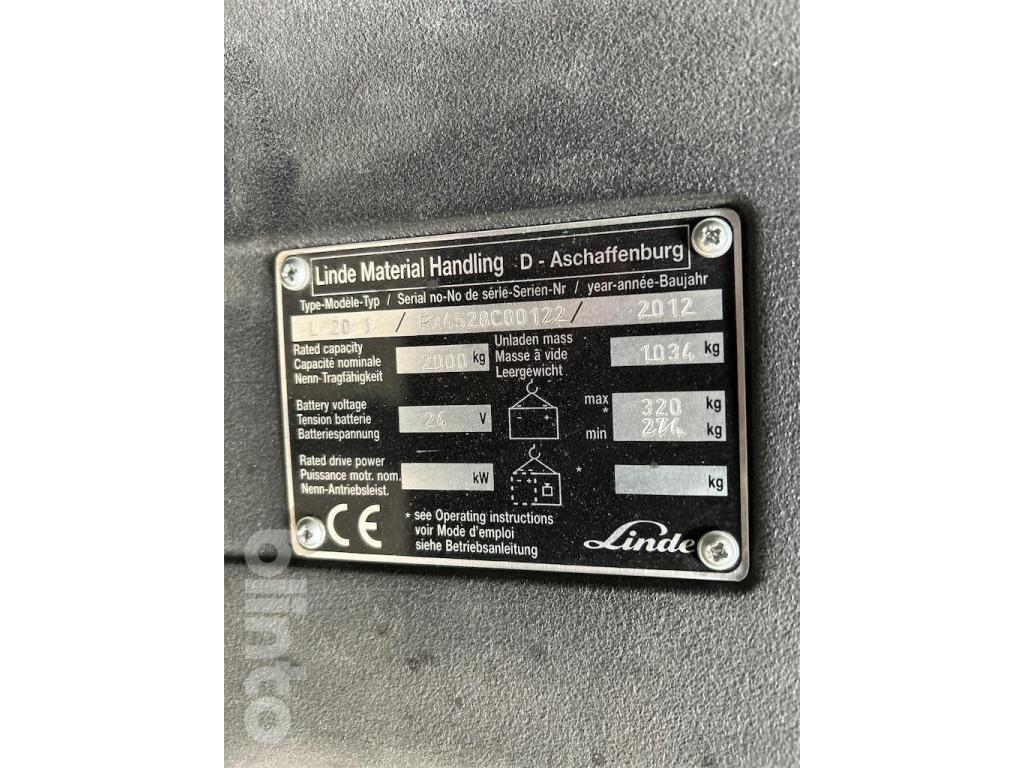 Linde Material Handling D - Aschaffenburg
Type-Modèle-Typ / Serial no-No de série-Serien-Nr / year-année-Baujahr
L 20 / 24528C00122 / 2012
Rated capacity
Capacité nominale
Nenn-Tragfähigkeit
2000 kg
Unladen mass
Masse à vide
Leergewicht
1034 kg
Battery voltage
Tension batterie
Batteriespannung
24 V
- +
max
*
min
320 kg
kg
Rated drive power
Puissance motr. nom.
Nenn-Antriebsleist.
kW
*
kg
CE
* see Operating instructions
voir Mode d'emploi
siehe Betriebsanleitung
Linde
olinto